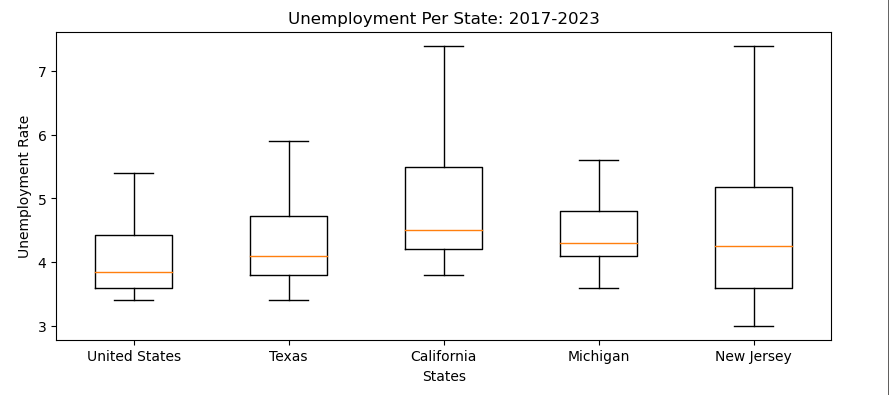 Unemployment Per State: 2017-2023
7
6
5
4
3
Unemployment Rate
United States Texas California Michigan New Jersey
States